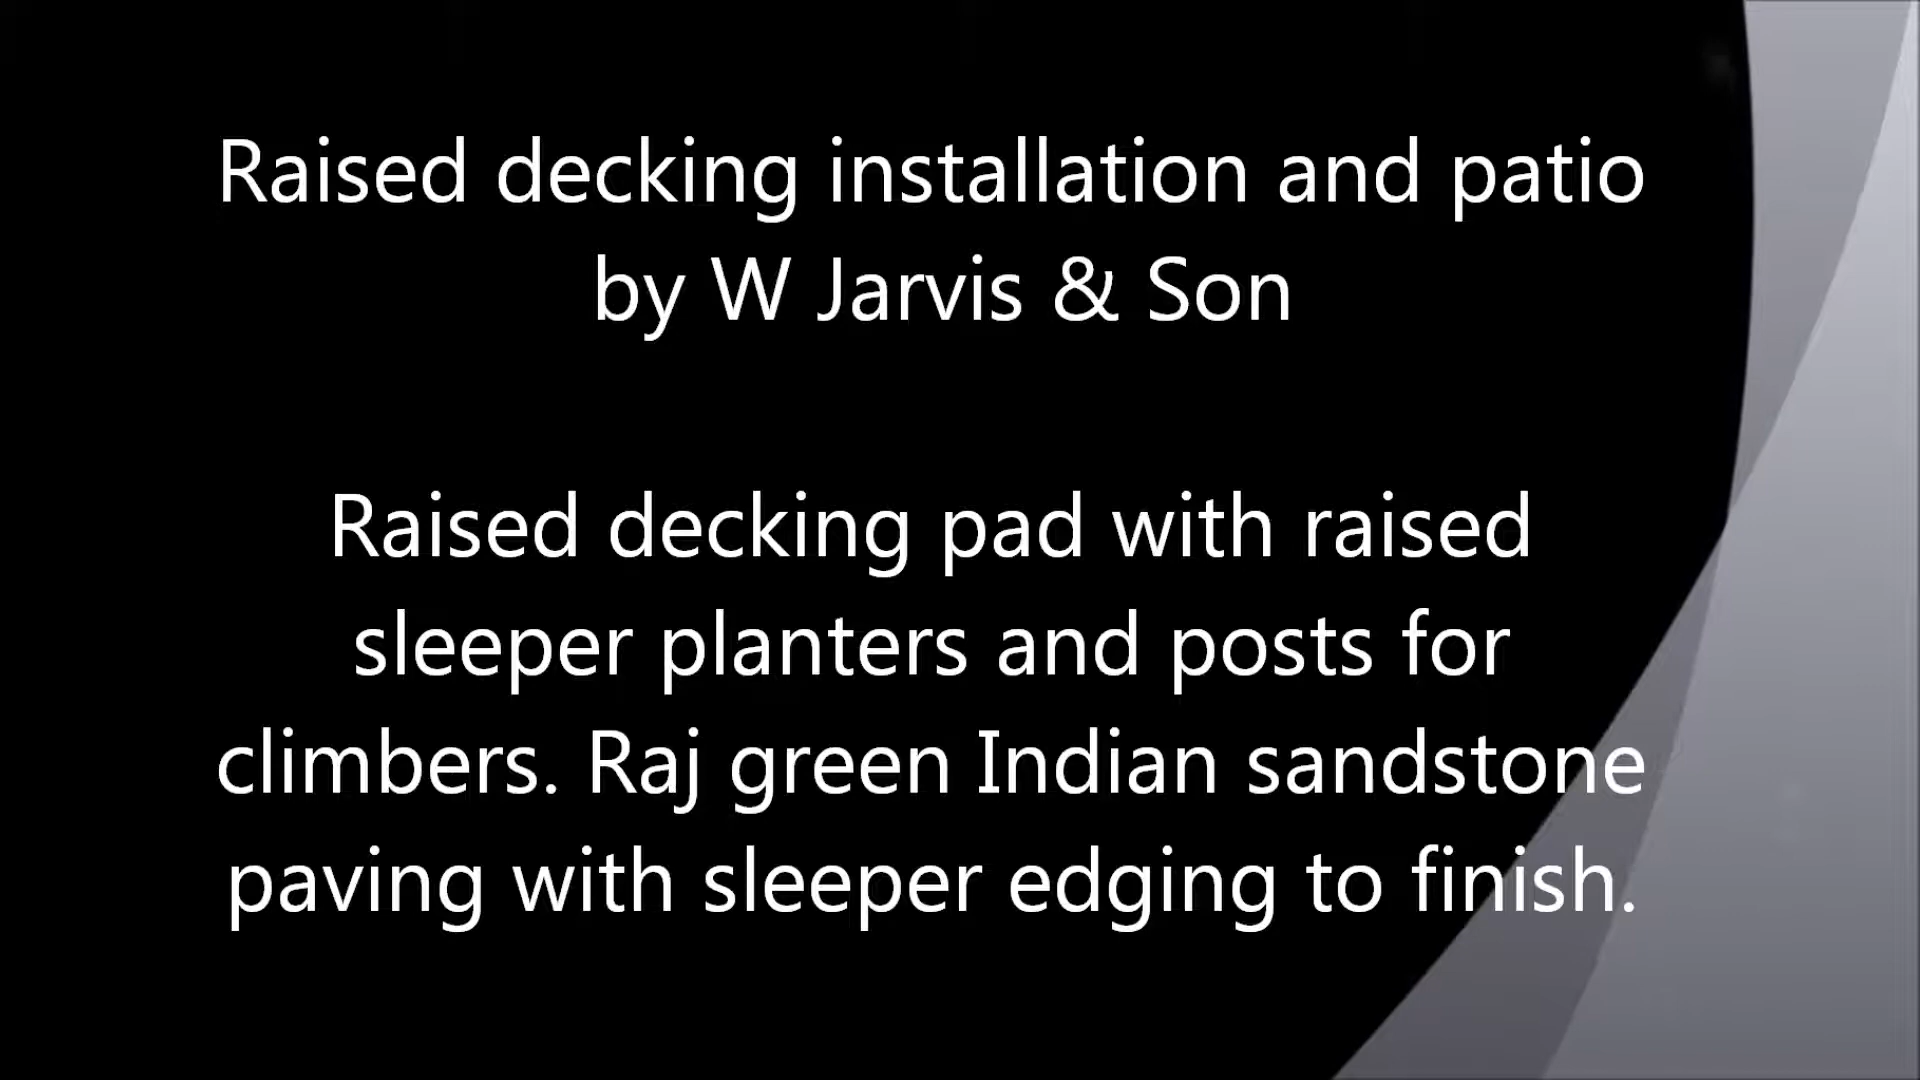 Raised decking installation and patio
by W Jarvis & Son
Raised decking pad with raised
sleeper planters and posts for
climbers. Raj green Indian sandstone
paving with sleeper edging to finish.